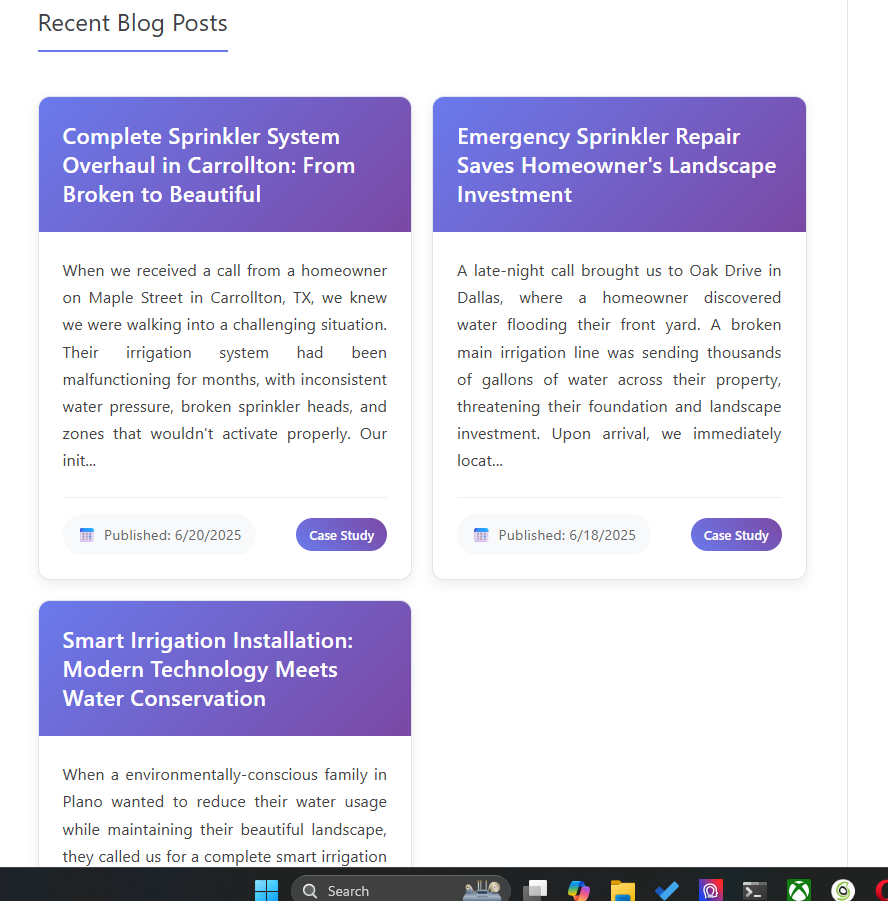 Recent Blog Posts
Complete Sprinkler System
Overhaul in Carrollton: From
Broken to Beautiful
When we received a call from a homeowner
on Maple Street in Carrollton, TX, we knew
we were walking into a challenging situation.
Their irrigation system had been
malfunctioning for months, with inconsistent
water pressure, broken sprinkler heads, and
zones that wouldn't activate properly. Our
init...
Published: 6/20/2025
Case Study
Emergency Sprinkler Repair
Saves Homeowner's Landscape
Investment
A late-night call brought us to Oak Drive in
Dallas, where a homeowner discovered
water flooding their front yard. A broken
main irrigation line was sending thousands
of gallons of water across their property,
threatening their foundation and landscape
investment. Upon arrival, we immediately
locat...
Published: 6/18/2025
Case Study
Smart Irrigation Installation:
Modern Technology Meets
Water Conservation
When a environmentally-conscious family in
Plano wanted to reduce their water usage
while maintaining their beautiful landscape,
they called us for a complete smart irrigation
Search